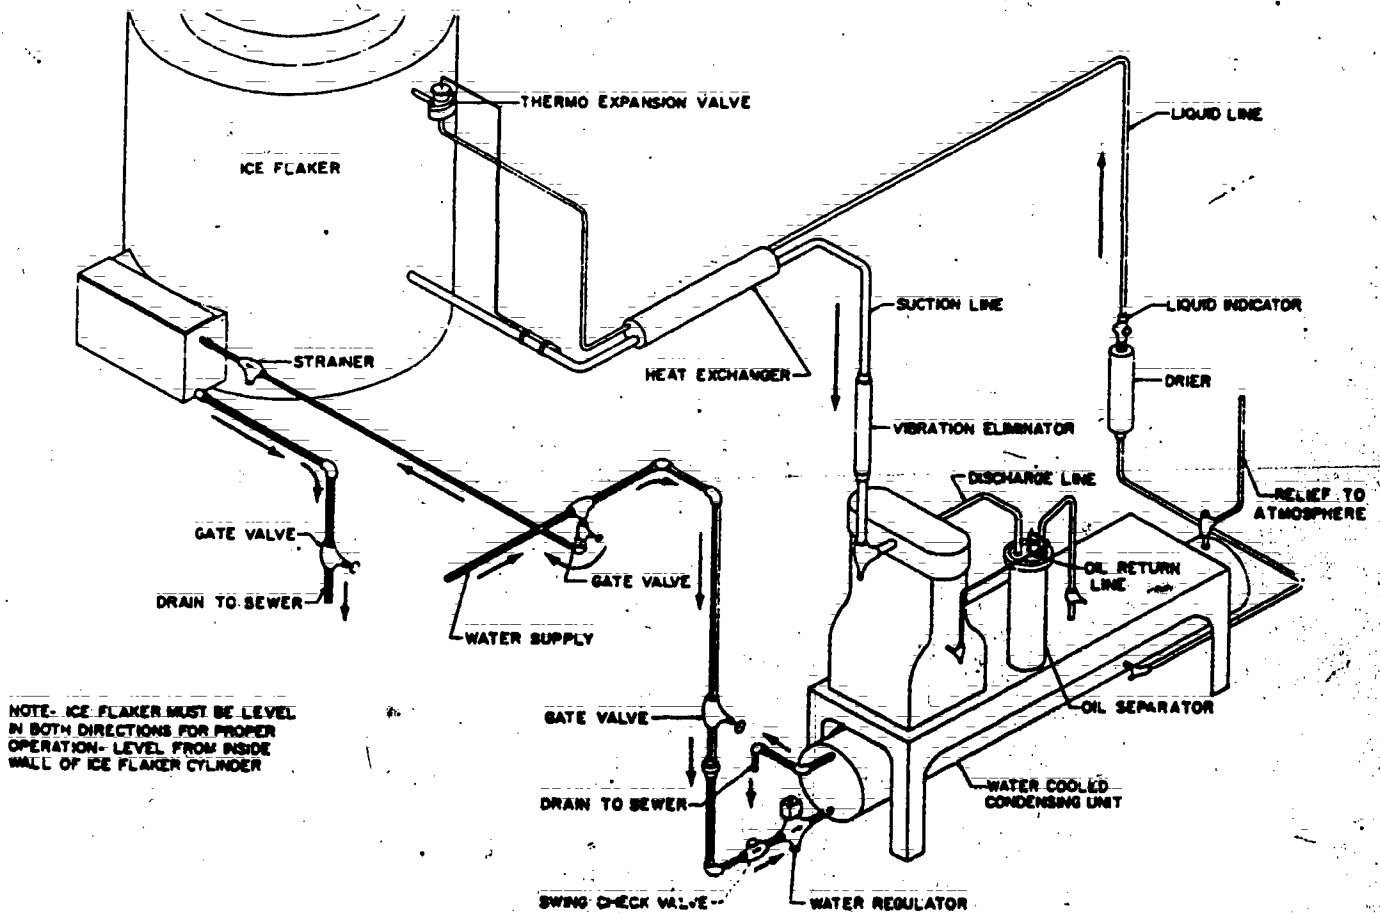 THERMO EXPANSION VALVE
LIQUID LINE
ICE FLAKER
SUCTION LINE
LIQUID INDICATOR
STRAINER
HEAT EXCHANGER
DRIER
VIBRATION ELIMINATOR
DISCHARGE LINE
RELIEF TO
ATMOSPHERE
GATE VALVE
GATE VALVE
OIL RETURN
LINE
DRAIN TO SEWER
WATER SUPPLY
NOTE- ICE FLAKER MUST BE LEVEL
IN BOTH DIRECTIONS FOR PROPER
OPERATION- LEVEL FROM INSIDE
WALL OF ICE FLAKER CYLINDER
GATE VALVE
OIL SEPARATOR
DRAIN TO SEWER
WATER COOLED
CONDENSING UNIT
SWING CHECK VALVE
WATER REGULATOR